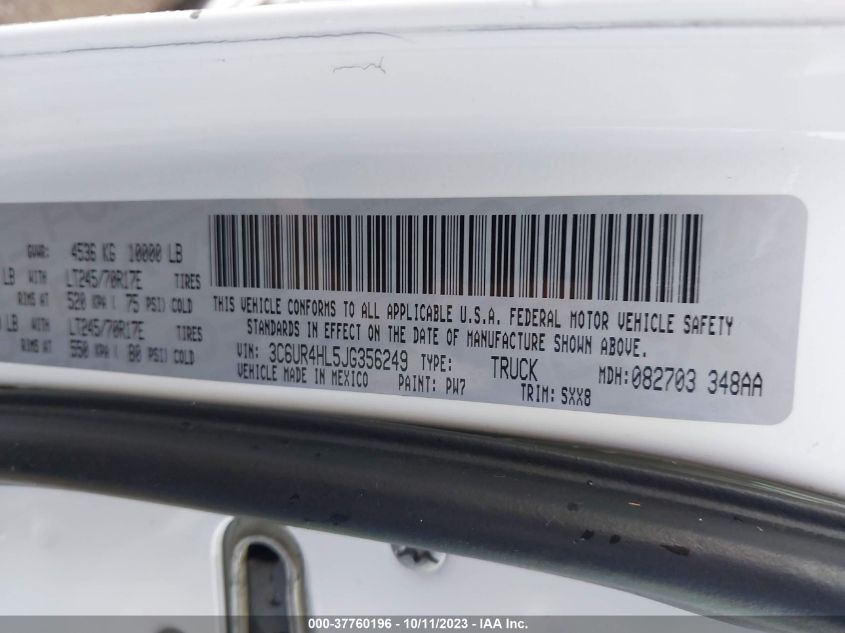 GVWR: 4536 KG 10000 LB
LB WITH LT245/70R17E TIRES
RIMS AT 520 KPA ( 75 PSI) COLD
LB WITH LT245/70R17E TIRES
RIMS AT 550 KPA ( 80 PSI) COLD
THIS VEHICLE CONFORMS TO ALL APPLICABLE U.S.A. FEDERAL MOTOR VEHICLE SAFETY
STANDARDS IN EFFECT ON THE DATE OF MANUFACTURE SHOWN ABOVE.
VIN: 3C6UR4HL5JG356249 TYPE: TRUCK MDH:082703 348AA
VEHICLE MADE IN MEXICO PAINT: PW7 TRIM: SXX8
000-37760196 - 10/11/2023 - IAA Inc.